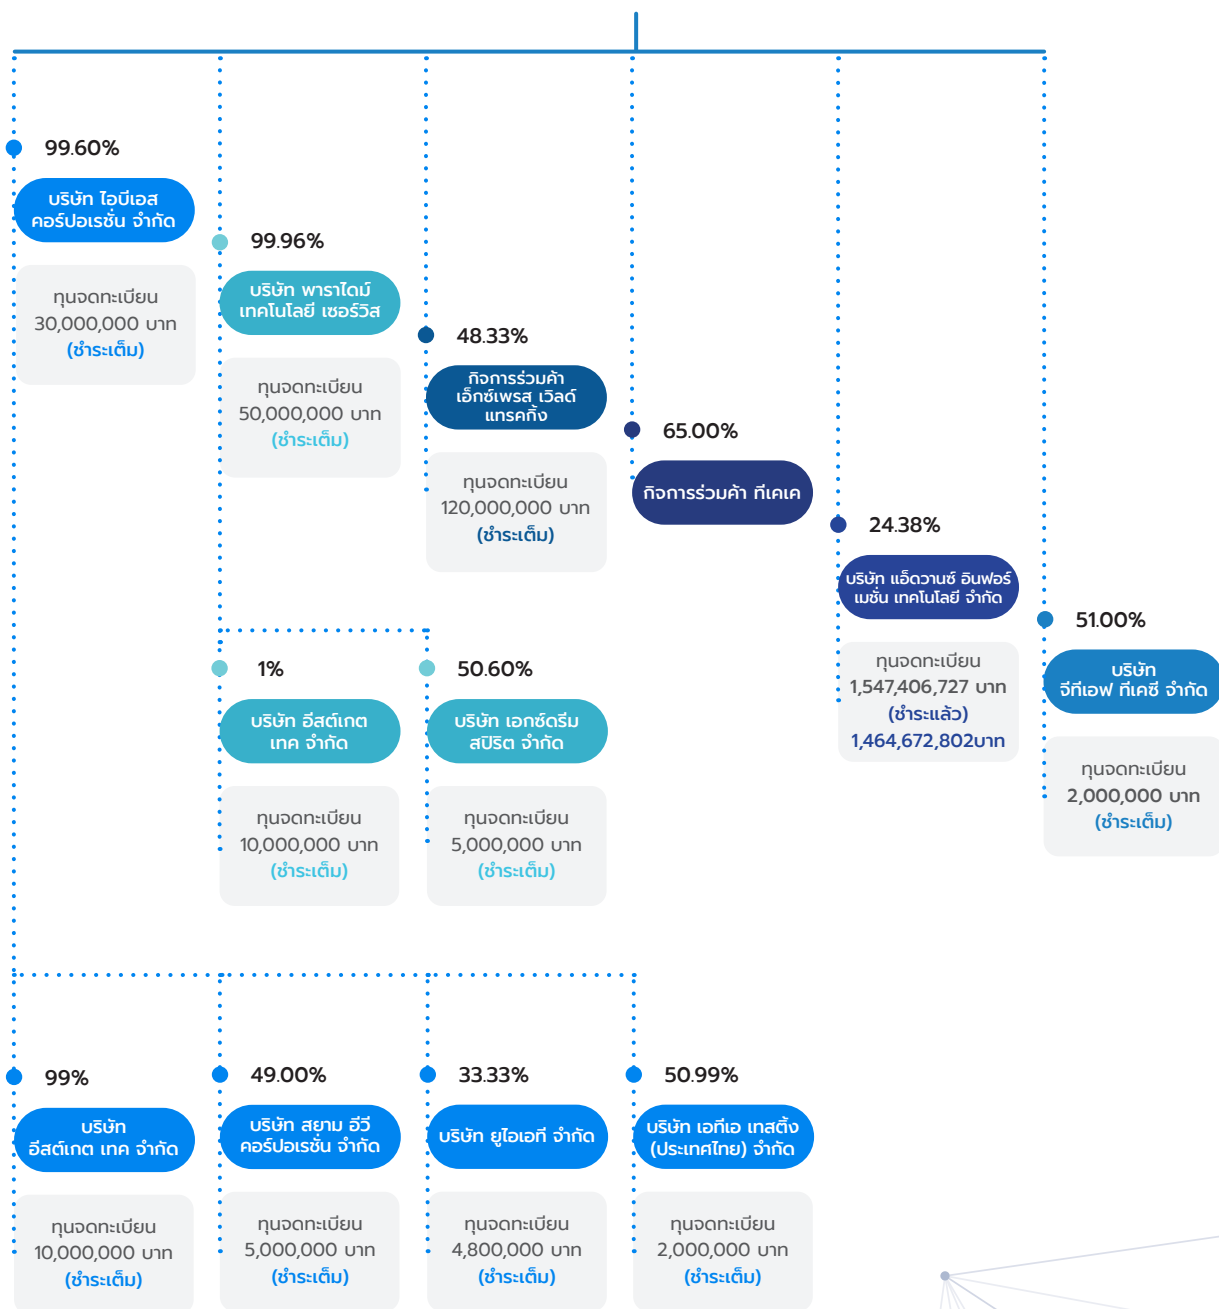 99.60%
บริษัท ไอบีเอส
คอร์ปอเรชั่น จำกัด
ทุนจดทะเบียน
30,000,000 บาท
(ชำระเต็ม)
99.96%
บริษัท พาราไดม์
เทคโนโลยี เซอร์วิส
ทุนจดทะเบียน
50,000,000 บาท
(ชำระเต็ม)
48.33%
กิจการร่วมค้า
เอ็กซ์เพรส เวิลด์
แทรคกิ้ง
ทุนจดทะเบียน
120,000,000 บาท
(ชำระเต็ม)
65.00%
กิจการร่วมค้า ทีเคเค
24.38%
บริษัท แอ็ดวานซ์ อินฟอร์
เมชั่น เทคโนโลยี จำกัด
ทุนจดทะเบียน
1,547,406,727 บาท
(ชำระแล้ว)
1,464,672,802บาท
51.00%
บริษัท
จีทีเอฟ ทีเคซี จำกัด
ทุนจดทะเบียน
2,000,000 บาท
(ชำระเต็ม)
1%
บริษัท อีสต์เกต
เทค จำกัด
ทุนจดทะเบียน
10,000,000 บาท
(ชำระเต็ม)
50.60%
บริษัท เอกซ์ดรีม
สปิริต จำกัด
ทุนจดทะเบียน
5,000,000 บาท
(ชำระเต็ม)
99%
บริษัท
อีสต์เกต เทค จำกัด
ทุนจดทะเบียน
10,000,000 บาท
(ชำระเต็ม)
49.00%
บริษัท สยาม อีวี
คอร์ปอเรชั่น จำกัด
ทุนจดทะเบียน
5,000,000 บาท
(ชำระเต็ม)
33.33%
บริษัท ยูไอเอที จำกัด
ทุนจดทะเบียน
4,800,000 บาท
(ชำระเต็ม)
50.99%
บริษัท เอทีเอ เทสติ้ง
(ประเทศไทย) จำกัด
ทุนจดทะเบียน
2,000,000 บาท
(ชำระเต็ม)